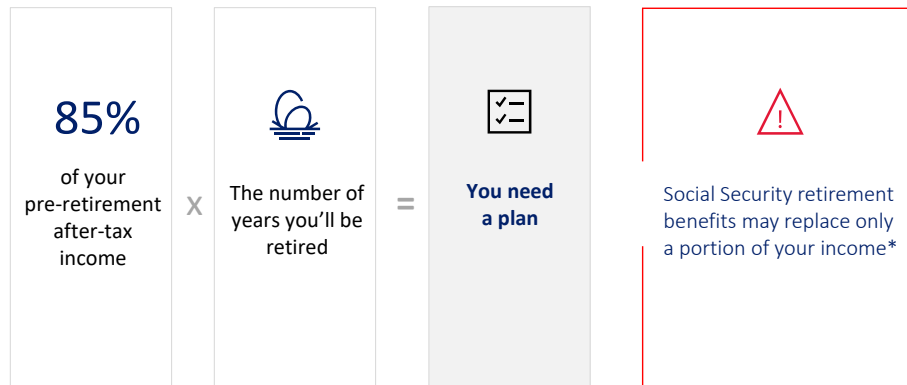 85%
of your
pre-retirement
after-tax
income
x
The number of
years you’ll be
retired
=
You need
a plan
!
Social Security retirement
benefits may replace only
a portion of your income*